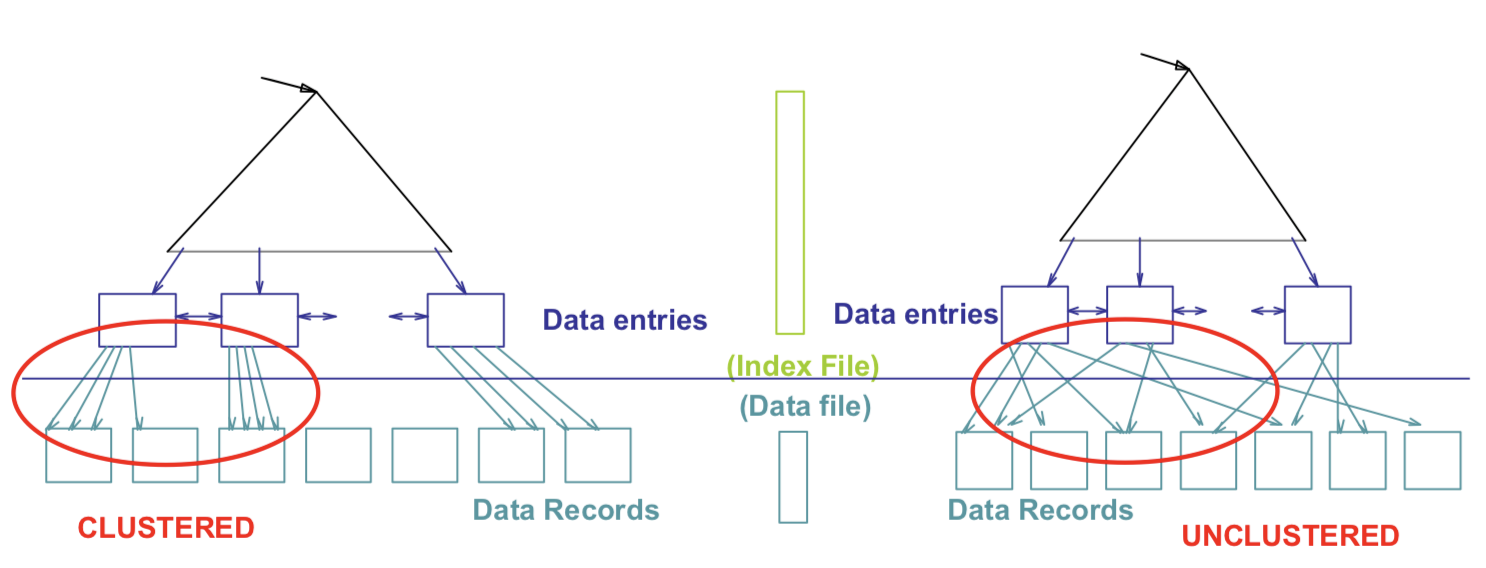 Data entries
Data entries
(Index File)
(Data file)
Data Records
Data Records
CLUSTERED
UNCLUSTERED